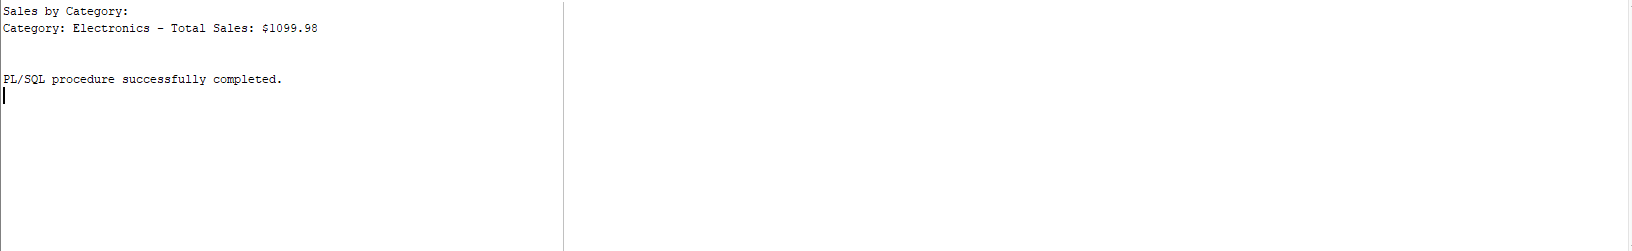 Sales by Category:
Category: Electronics - Total Sales: $1099.98
PL/SQL procedure successfully completed.